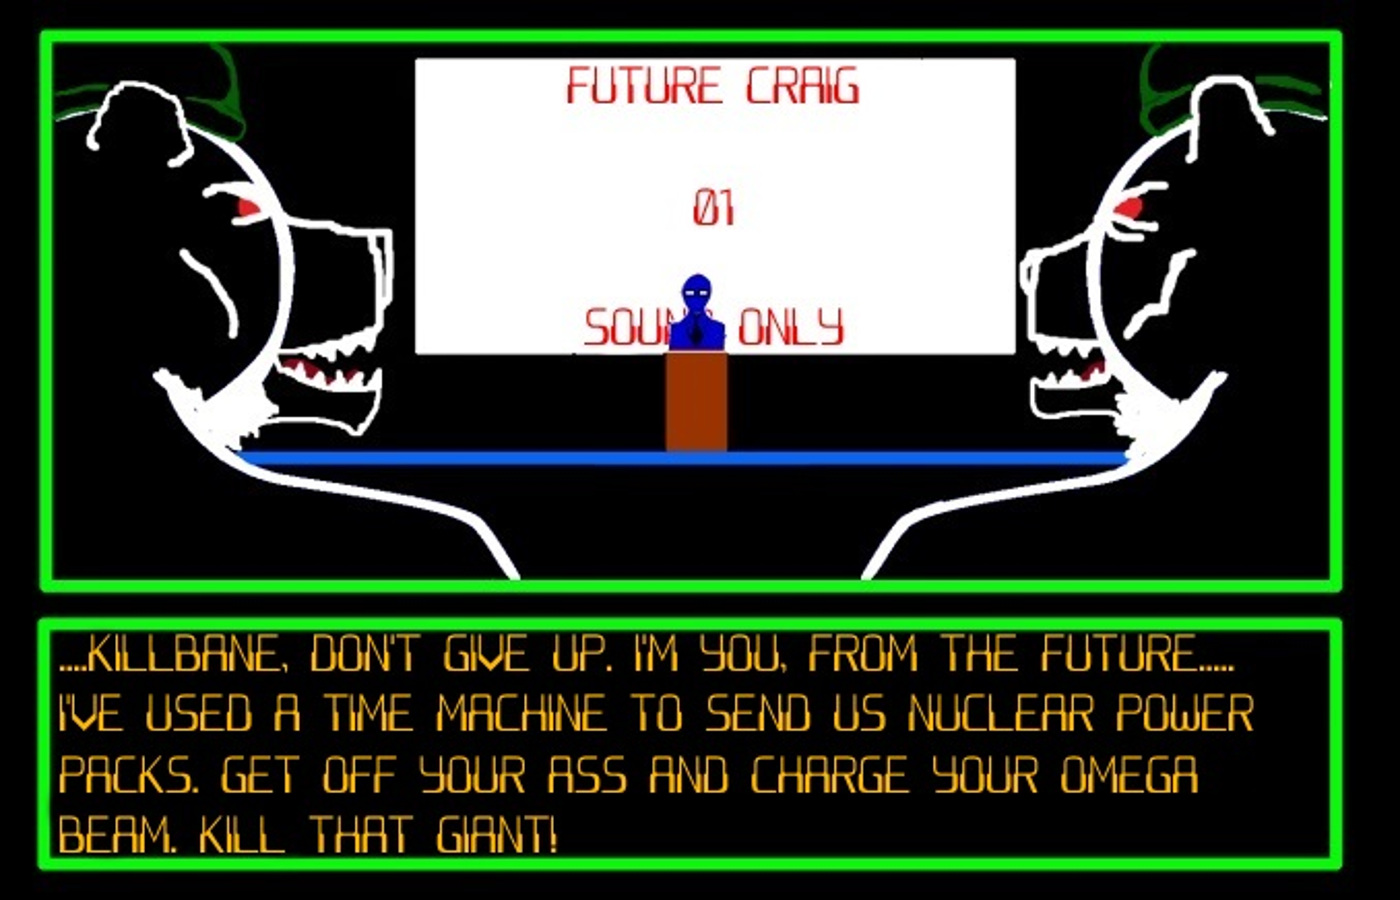 FUTURE CRAIG
01
SOUND ONLY
....KILLBANE, DON'T GIVE UP. I'M YOU, FROM THE FUTURE.....
I'VE USED A TIME MACHINE TO SEND US NUCLEAR POWER
PACKS. GET OFF YOUR ASS AND CHARGE YOUR OMEGA
BEAM. KILL THAT GIANT!